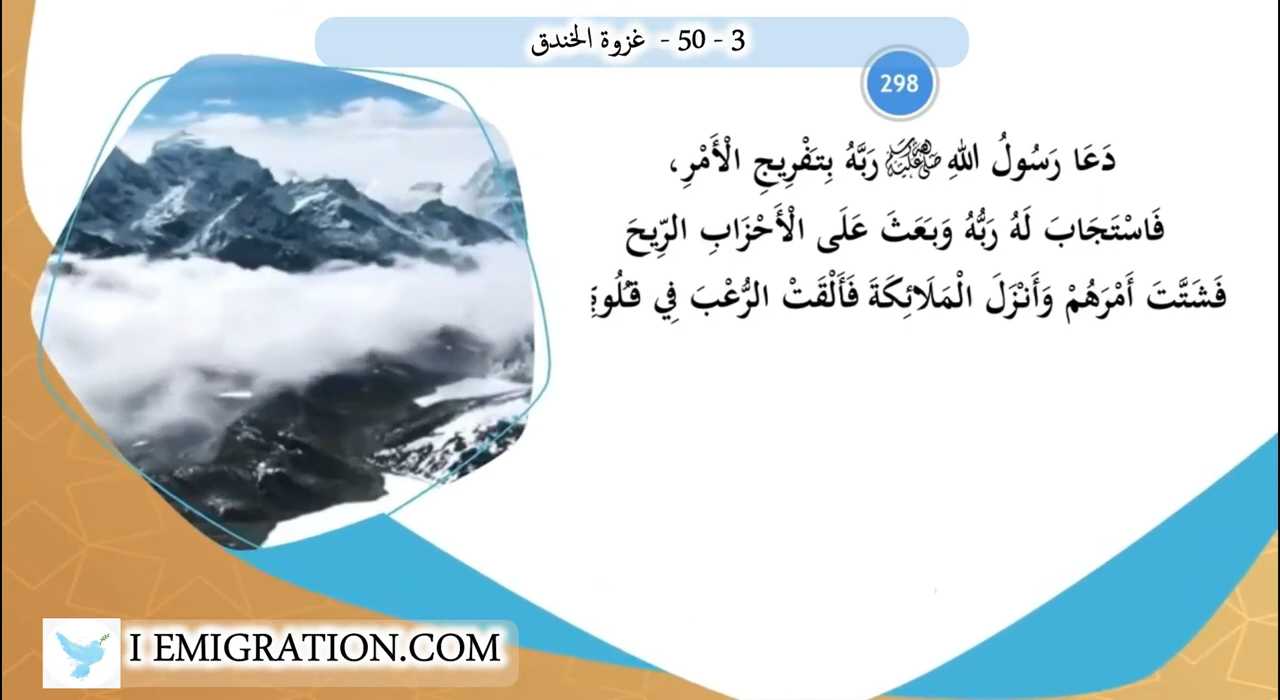 3 - 50 - غزوة الخندق
298
دَعَا رَسُولُ اللهِ ﷺ رَبَّهُ بِتَفْرِيجِ الْأَمْرِ،
فَاسْتَجَابَ لَهُ رَبُّهُ وَبَعَثَ عَلَى الْأَحْزَابِ الرِّيحَ
فَشَتَّتَ أَمْرَهُمْ وَأَنْزَلَ الْمَلَائِكَةَ فَأَلْقَتْ الرُّعْبَ فِي
I EMIGRATION.COM